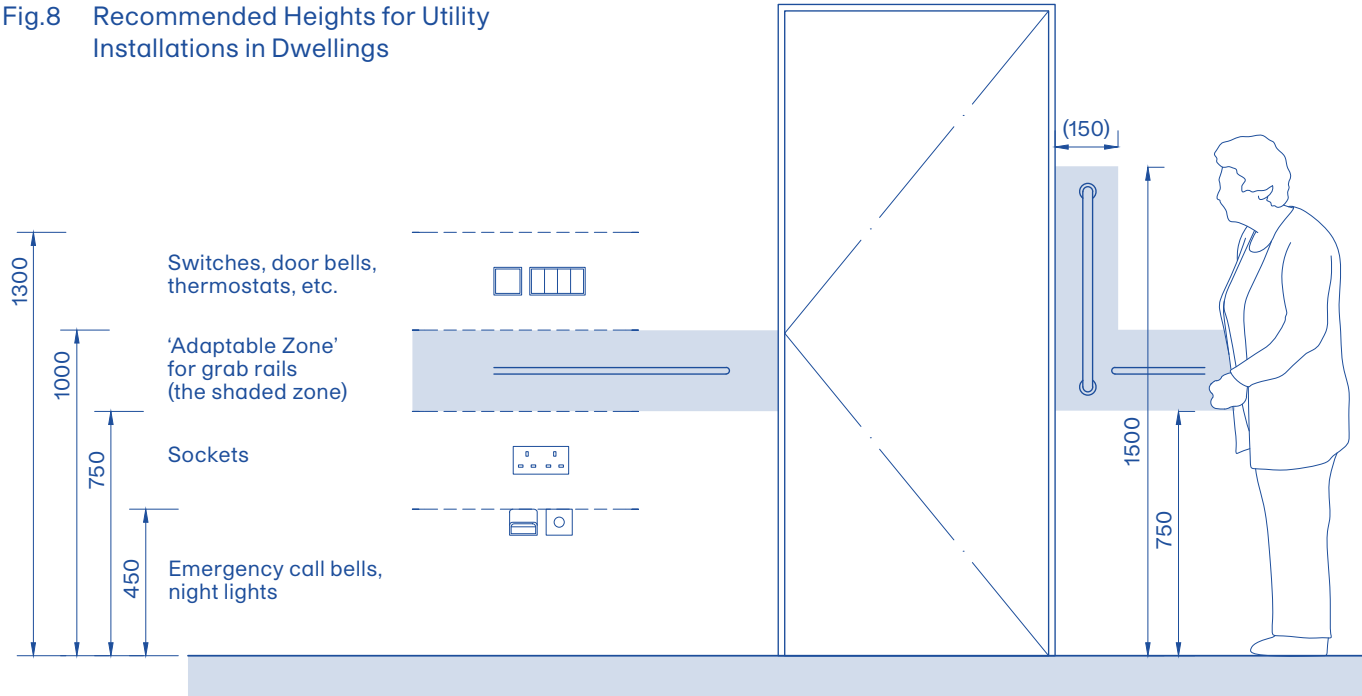 Fig.8 Recommended Heights for Utility
Installations in Dwellings
(150)
1300
Switches, door bells,
thermostats, etc.
1000
‘Adaptable Zone’
for grab rails
(the shaded zone)
750
Sockets
450
Emergency call bells,
night lights
1500
750